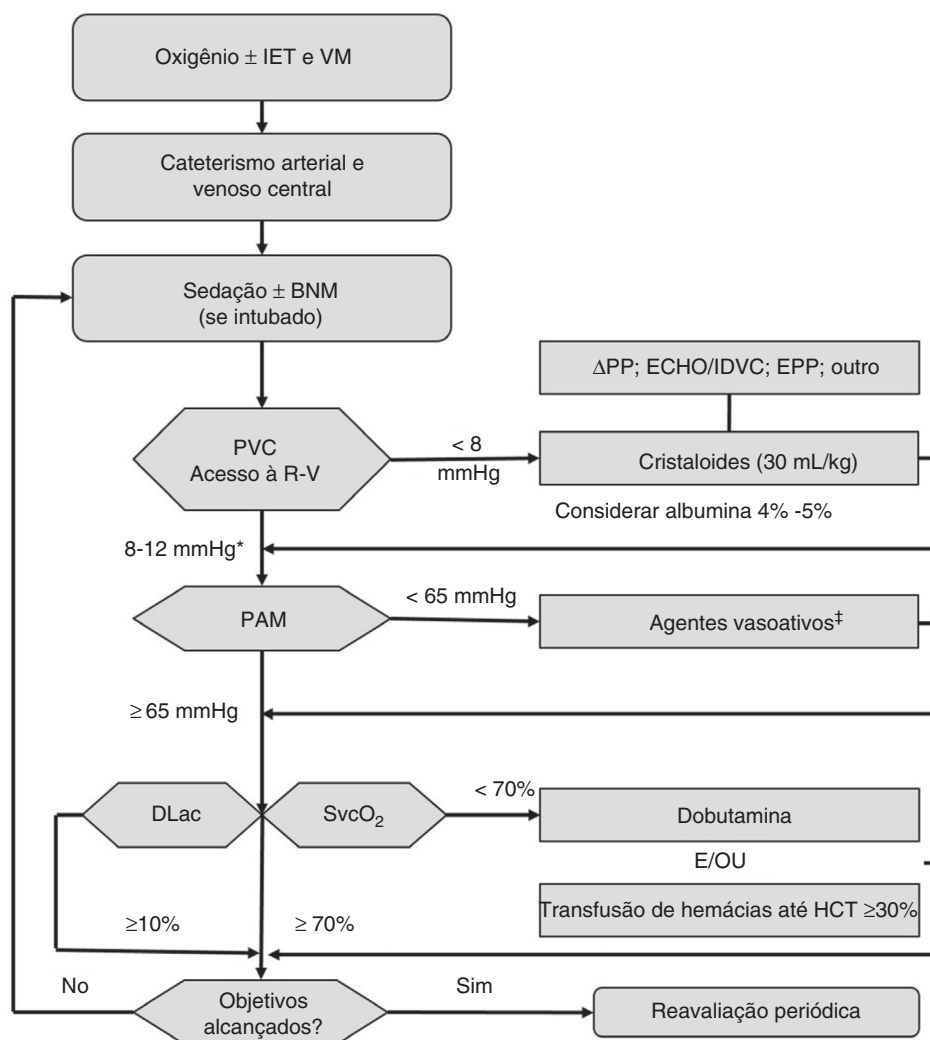 Oxigênio ± IET e VM
Cateterismo arterial e
venoso central
Sedação ± BNM
(se intubado)
ΔPP; ECHO/IDVC; EPP; outro
PVC
Acesso à R-V
< 8
mmHg
Cristaloides (30 mL/kg)
Considerar albumina 4% -5%
8-12 mmHg*
PAM
< 65 mmHg
Agentes vasoativos‡
≥ 65 mmHg
DLac
SvcO₂
< 70%
Dobutamina
E/OU
Transfusão de hemácias até HCT ≥30%
≥10%
≥ 70%
No
Objetivos
alcançados?
Sim
Reavaliação periódica